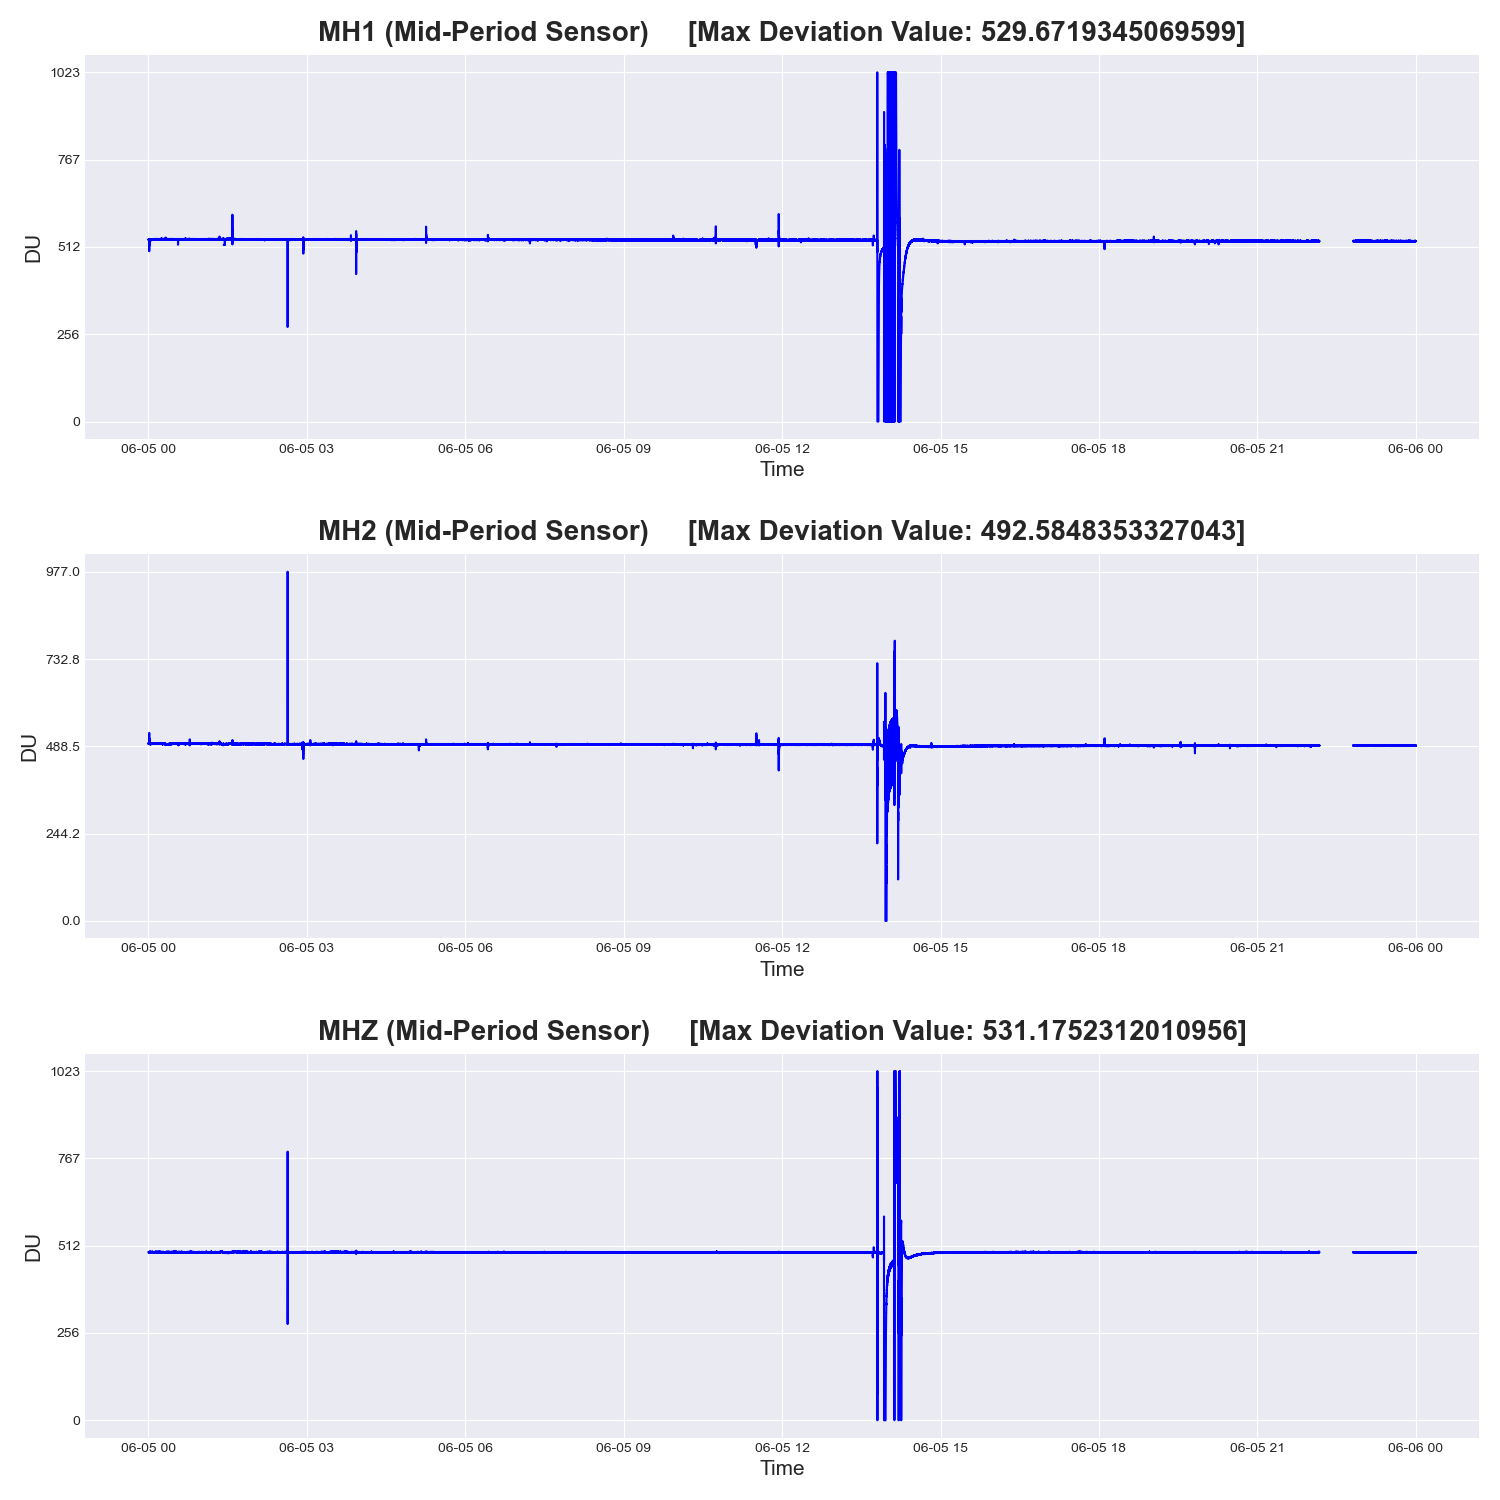 MH1 (Mid-Period Sensor) [Max Deviation Value: 529.6719345069599]
1023
767
512
256
0
DU
06-05 00 06-05 03 06-05 06 06-05 09 06-05 12 06-05 15 06-05 18 06-05 21 06-06 00
Time
MH2 (Mid-Period Sensor) [Max Deviation Value: 492.5848353327043]
977.0
732.8
488.5
244.2
0.0
DU
06-05 00 06-05 03 06-05 06 06-05 09 06-05 12 06-05 15 06-05 18 06-05 21 06-06 00
Time
MHZ (Mid-Period Sensor) [Max Deviation Value: 531.1752312010956]
1023
767
512
256
0
DU
06-05 00 06-05 03 06-05 06 06-05 09 06-05 12 06-05 15 06-05 18 06-05 21 06-06 00
Time